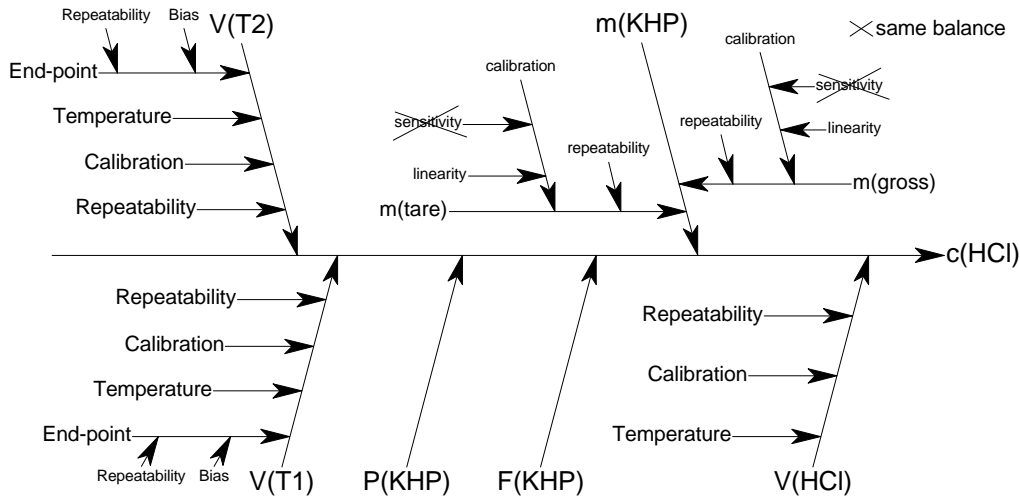 Repeatability
Bias
V(T2)
End-point
Temperature
Calibration
Repeatability
m(KHP)
calibration
sensitivity
linearity
repeatability
m(tare)
same balance
calibration
sensitivity
linearity
repeatability
m(gross)
c(HCl)
Repeatability
Calibration
Temperature
End-point
Repeatability
Bias
V(T1)
P(KHP)
F(KHP)
Repeatability
Calibration
Temperature
V(HCl)